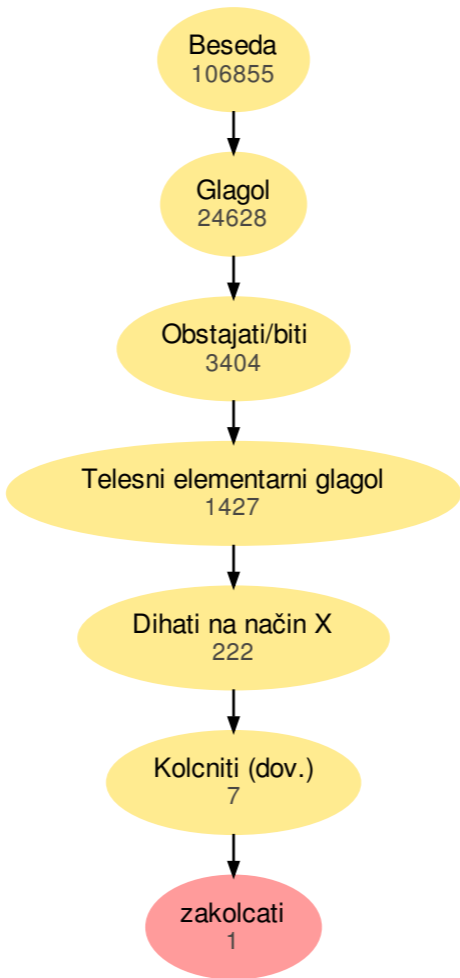 Beseda
106855
Glagol
24628
Obstajati/biti
3404
Telesni elementarni glagol
1427
Dihati na način X
222
Kolcniti (dov.)
7
zakolcati
1